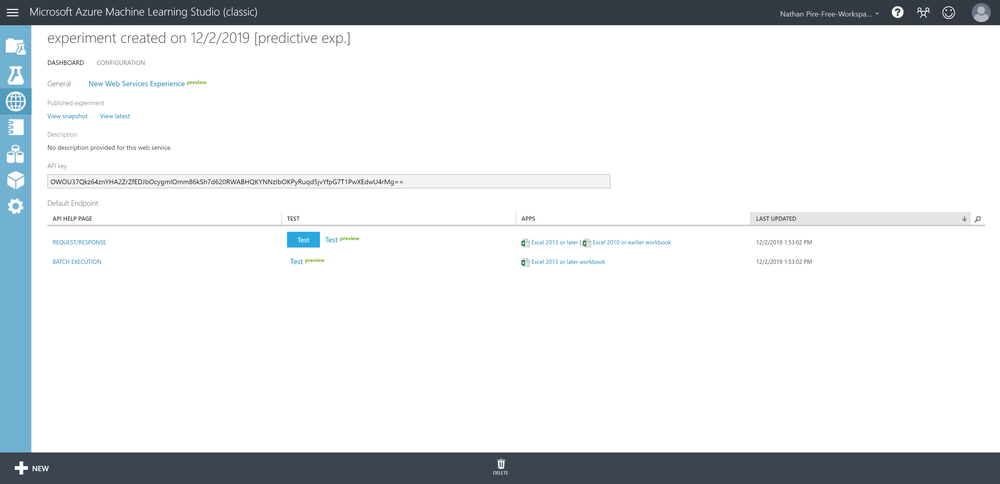 Microsoft Azure Machine Learning Studio (classic)
Nathan Pire-Free-Workspa...
experiment created on 12/2/2019 [predictive exp.]
DASHBOARD CONFIGURATION
General New Web Services Experience preview
Published experiment
View snapshot View latest
Description
No description provided for this web service.
API key
OWOU37Qkz64znYHA2ZrZfEDJbOcygmlOmm86kSh7d620RWABHQKYNNzIbOKPyRuqd5jvYfpG7T1PwXEdwU4rMg==
Default Endpoint
API HELP PAGE TEST APPS LAST UPDATED
REQUEST/RESPONSE Test Test preview Excel 2013 or later | Excel 2010 or earlier workbook 12/2/2019 1:53:02 PM
BATCH EXECUTION Test preview Excel 2013 or later workbook 12/2/2019 1:53:02 PM
NEW
DELETE